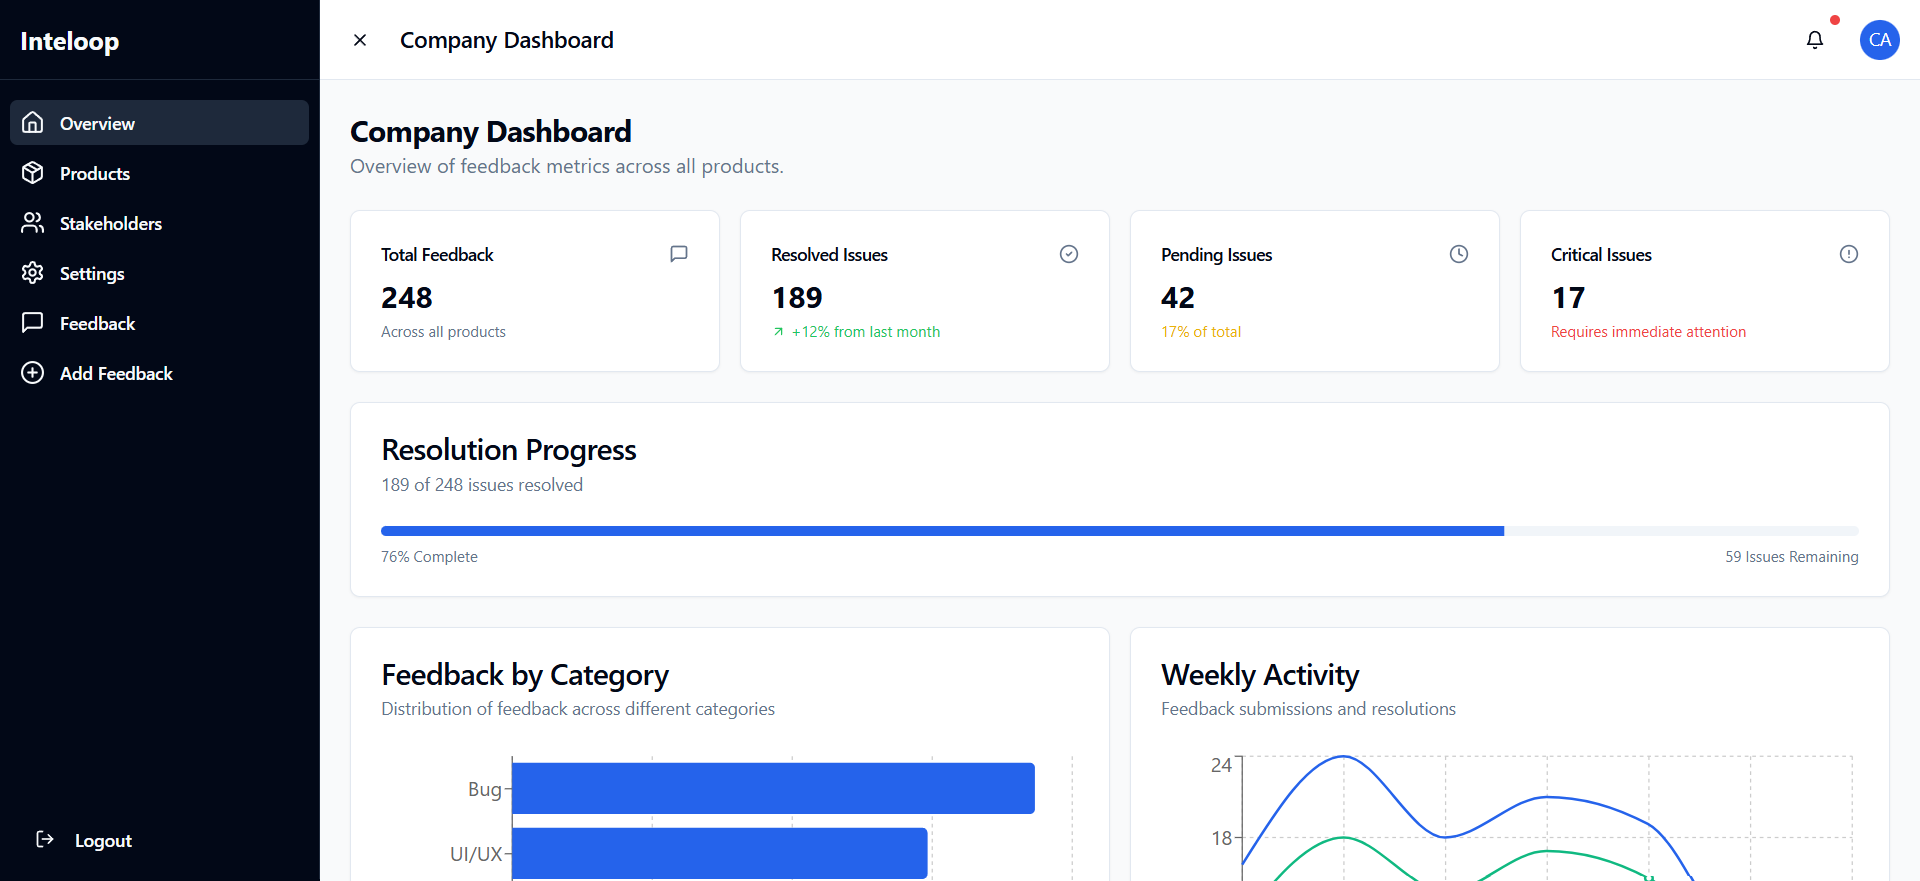 Inteloop
Overview
Products
Stakeholders
Settings
Feedback
Add Feedback
Logout
Company Dashboard
CA
Company Dashboard
Overview of feedback metrics across all products.
Total Feedback
248
Across all products
Resolved Issues
189
+12% from last month
Pending Issues
42
17% of total
Critical Issues
17
Requires immediate attention
Resolution Progress
189 of 248 issues resolved
76% Complete
59 Issues Remaining
Feedback by Category
Distribution of feedback across different categories
Bug
UI/UX
Weekly Activity
Feedback submissions and resolutions
24
18